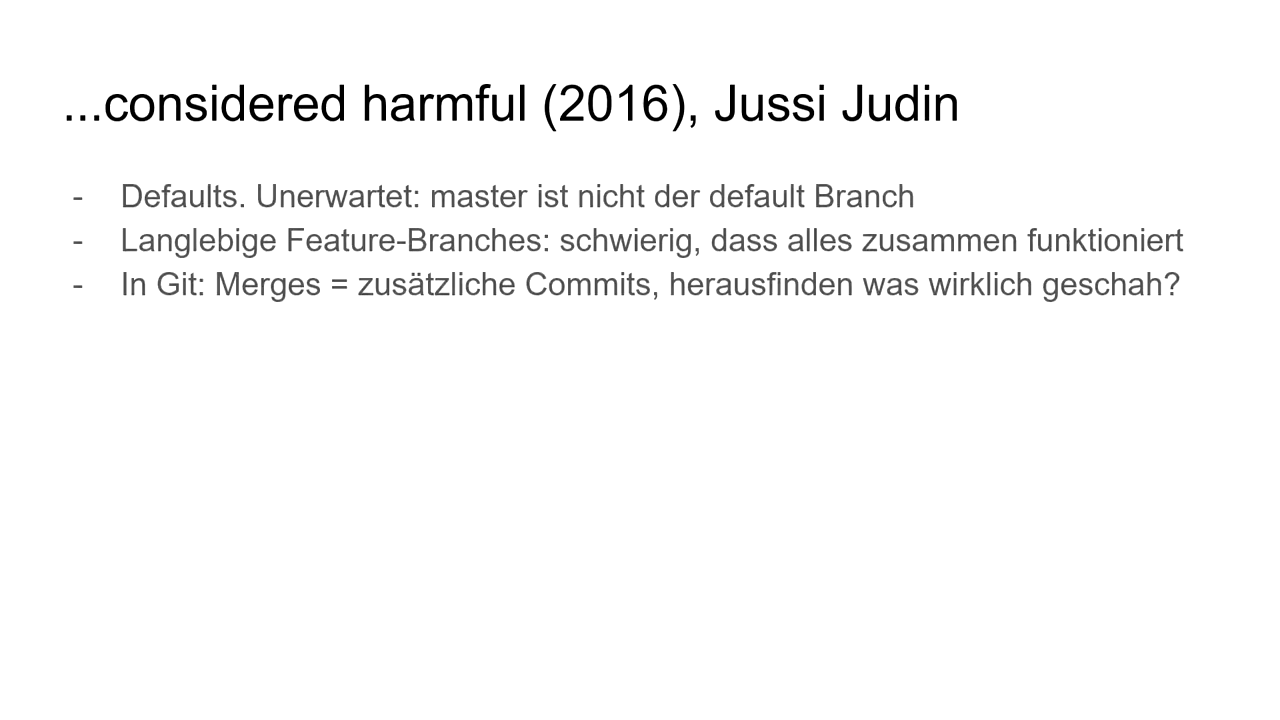 ...considered harmful (2016), Jussi Judin
- Defaults. Unerwartet: master ist nicht der default Branch
- Langlebige Feature-Branches: schwierig, dass alles zusammen funktioniert
- In Git: Merges = zusätzliche Commits, herausfinden was wirklich geschah?